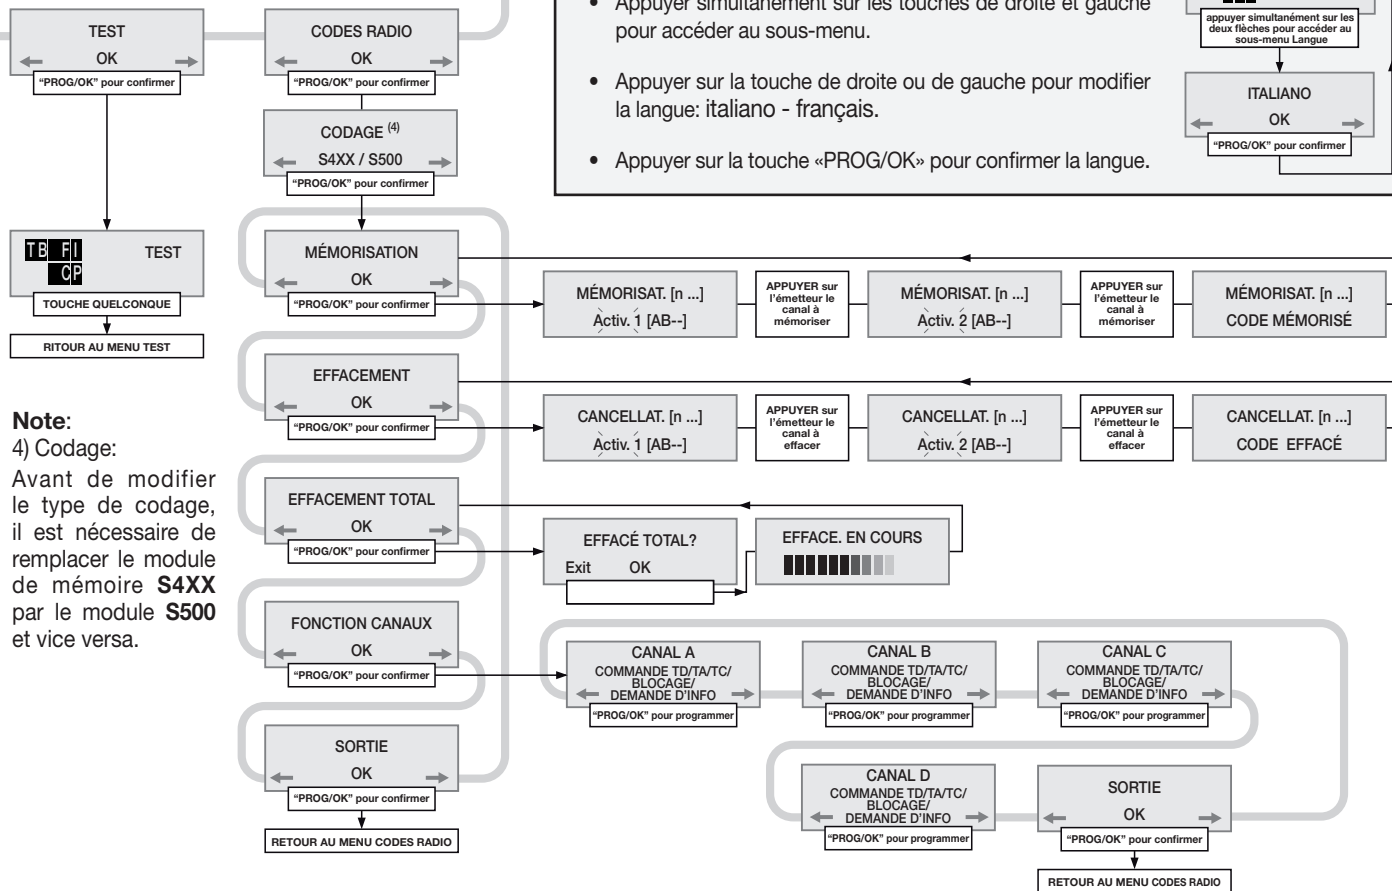 TEST
OK
“PROG/OK” pour confirmer
CODES RADIO
OK
“PROG/OK” pour confirmer
CODAGE (4)
S4XX / S500
“PROG/OK” pour confirmer
• Appuyer simultanément sur les touches de droite et gauche
pour accéder au sous-menu.
• Appuyer sur la touche de droite ou de gauche pour modifier
la langue: italiano - français.
• Appuyer sur la touche «PROG/OK» pour confirmer la langue.
appuyer simultanément sur les
deux flèches pour accéder au
sous-menu Langue
ITALIANO
OK
“PROG/OK” pour confirmer
TB FI
CP
TEST
TOUCHE QUELCONQUE
RITOUR AU MENU TEST
Note:
4) Codage:
Avant de modifier
le type de codage,
il est nécessaire de
remplacer le module
de mémoire S4XX
par le module S500
et vice versa.
MÉMORISATION
OK
“PROG/OK” pour confirmer
MÉMORISAT. [n ...]
Activ. 1 [AB--]
APPUYER sur
l’émetteur le
canal à
mémoriser
MÉMORISAT. [n ...]
Activ. 2 [AB--]
APPUYER sur
l’émetteur le
canal à
mémoriser
MÉMORISAT. [n ...]
CODE MÉMORISÉ
EFFACEMENT
OK
“PROG/OK” pour confirmer
CANCELLAT. [n ...]
Activ. 1 [AB--]
APPUYER sur
l’émetteur le
canal à
effacer
CANCELLAT. [n ...]
Activ. 2 [AB--]
APPUYER sur
l’émetteur le
canal à
effacer
CANCELLAT. [n ...]
CODE EFFACÉ
EFFACEMENT TOTAL
OK
“PROG/OK” pour confirmer
EFFACÉ TOTAL?
Exit OK
EFFACE. EN COURS
FONCTION CANAUX
OK
“PROG/OK” pour confirmer
CANAL A
COMMANDE TD/TA/TC/
BLOCAGE/
DEMANDE D’INFO
“PROG/OK” pour programmer
CANAL B
COMMANDE TD/TA/TC/
BLOCAGE/
DEMANDE D’INFO
“PROG/OK” pour programmer
CANAL C
COMMANDE TD/TA/TC/
BLOCAGE/
DEMANDE D’INFO
“PROG/OK” pour programmer
SORTIE
OK
“PROG/OK” pour confirmer
RETOUR AU MENU CODES RADIO
CANAL D
COMMANDE TD/TA/TC/
BLOCAGE/
DEMANDE D’INFO
“PROG/OK” pour programmer
SORTIE
OK
“PROG/OK” pour confirmer
RETOUR AU MENU CODES RADIO